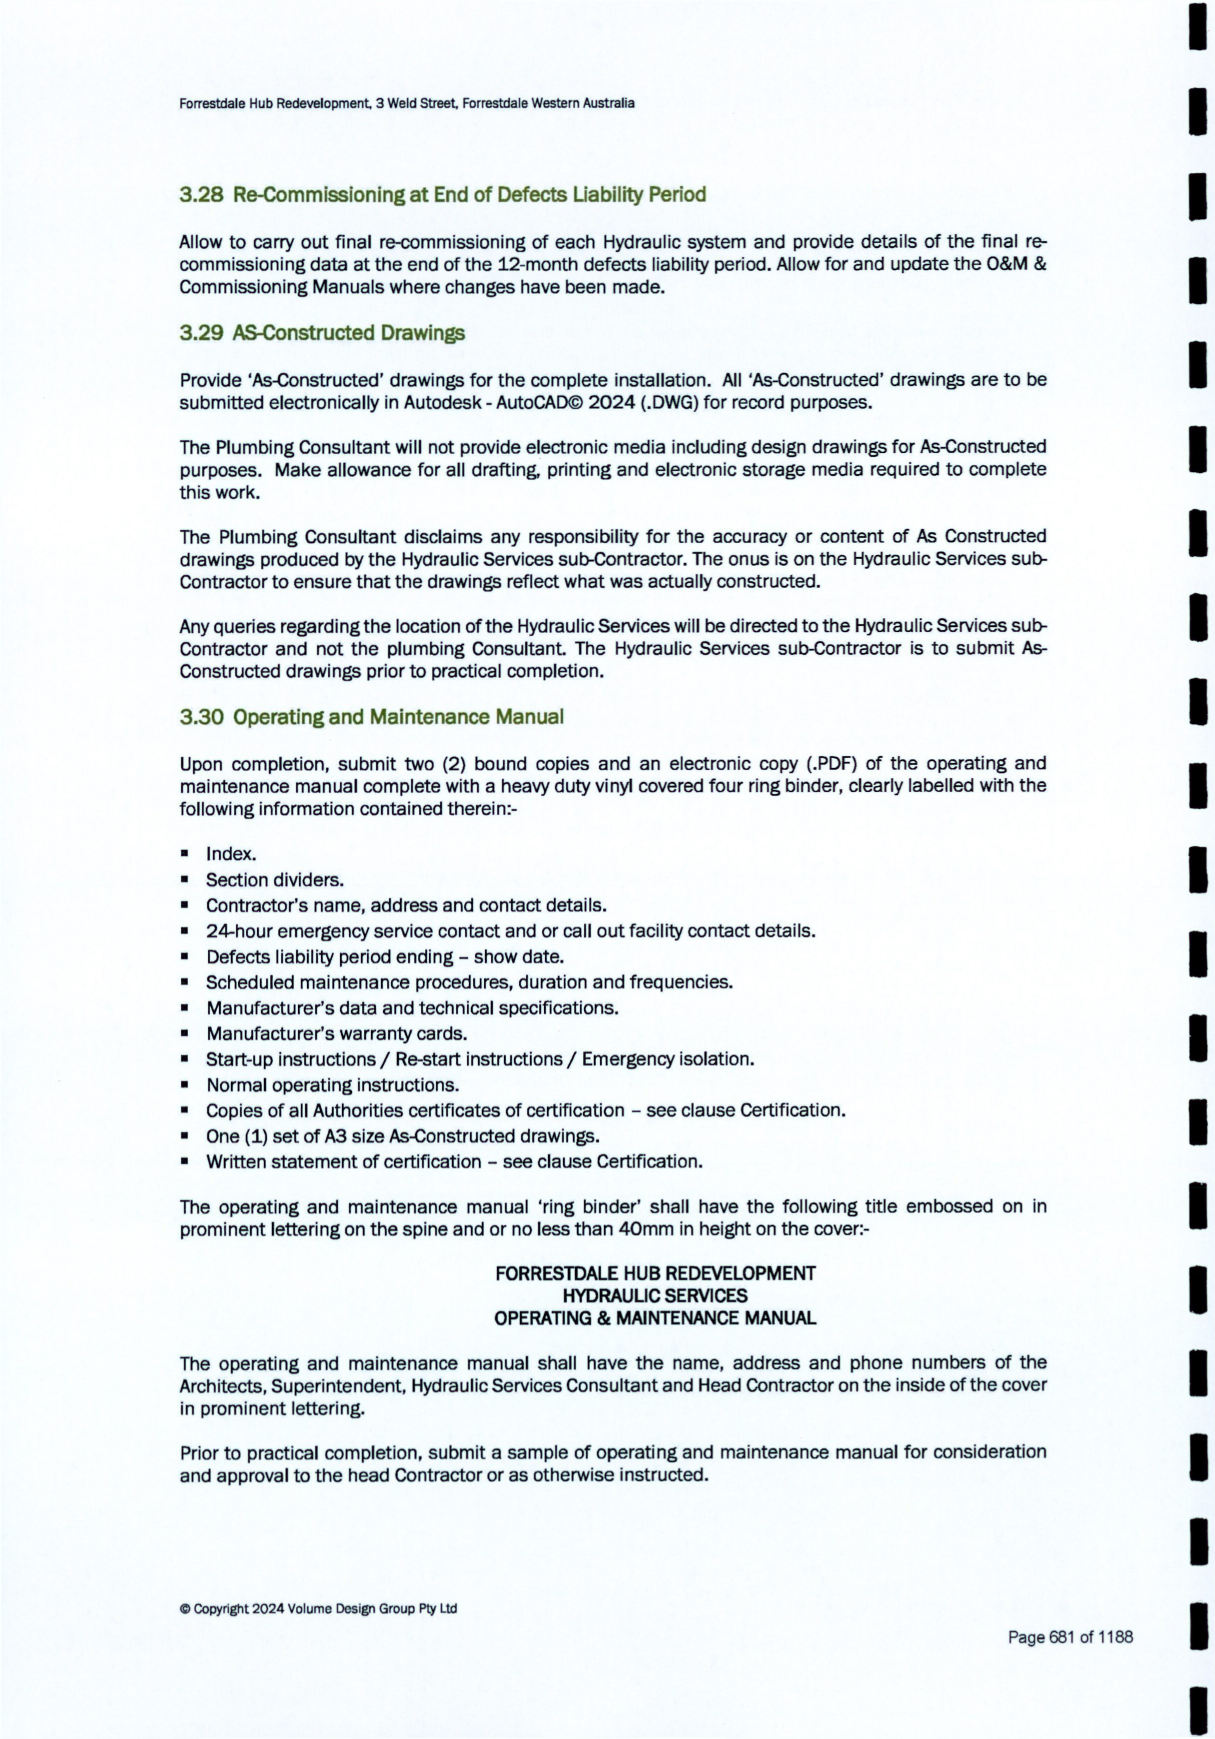 Forrestdale Hub Redevelopment, 3 Weld Street, Forrestdale Western Australia
3.28 Re-Commissioning at End of Defects Liability Period
Allow to carry out final re-commissioning of each Hydraulic system and provide details of the final re-
commissioning data at the end of the 12-month defects liability period. Allow for and update the O&M &
Commissioning Manuals where changes have been made.
3.29 AS-Constructed Drawings
Provide ‘As-Constructed’ drawings for the complete installation. All ‘As-Constructed’ drawings are to be
submitted electronically in Autodesk - AutoCAD© 2024 (.DWG) for record purposes.
The Plumbing Consultant will not provide electronic media including design drawings for As-Constructed
purposes. Make allowance for all drafting, printing and electronic storage media required to complete
this work.
The Plumbing Consultant disclaims any responsibility for the accuracy or content of As Constructed
drawings produced by the Hydraulic Services sub-Contractor. The onus is on the Hydraulic Services sub-
Contractor to ensure that the drawings reflect what was actually constructed.
Any queries regarding the location of the Hydraulic Services will be directed to the Hydraulic Services sub-
Contractor and not the plumbing Consultant. The Hydraulic Services sub-Contractor is to submit As-
Constructed drawings prior to practical completion.
3.30 Operating and Maintenance Manual
Upon completion, submit two (2) bound copies and an electronic copy (.PDF) of the operating and
maintenance manual complete with a heavy duty vinyl covered four ring binder, clearly labelled with the
following information contained therein:-
▪ Index.
▪ Section dividers.
▪ Contractor’s name, address and contact details.
▪ 24-hour emergency service contact and or call out facility contact details.
▪ Defects liability period ending – show date.
▪ Scheduled maintenance procedures, duration and frequencies.
▪ Manufacturer’s data and technical specifications.
▪ Manufacturer’s warranty cards.
▪ Start-up instructions / Re-start instructions / Emergency isolation.
▪ Normal operating instructions.
▪ Copies of all Authorities certificates of certification – see clause Certification.
▪ One (1) set of A3 size As-Constructed drawings.
▪ Written statement of certification – see clause Certification.
The operating and maintenance manual ‘ring binder’ shall have the following title embossed on in
prominent lettering on the spine and or no less than 40mm in height on the cover:-
FORRESTDALE HUB REDEVELOPMENT
HYDRAULIC SERVICES
OPERATING & MAINTENANCE MANUAL
The operating and maintenance manual shall have the name, address and phone numbers of the
Architects, Superintendent, Hydraulic Services Consultant and Head Contractor on the inside of the cover
in prominent lettering.
Prior to practical completion, submit a sample of operating and maintenance manual for consideration
and approval to the head Contractor or as otherwise instructed.
© Copyright 2024 Volume Design Group Pty Ltd
Page 681 of 1188